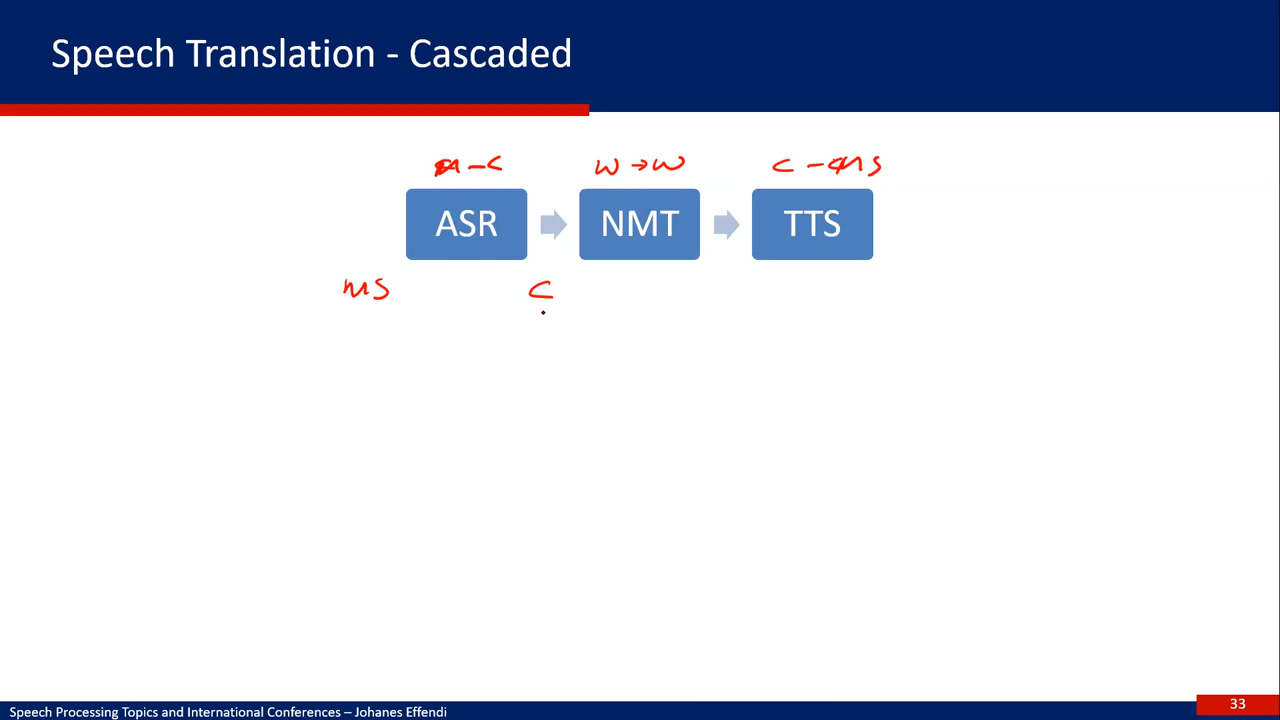 Speech Translation - Cascaded
- C
W → W
C -
MS
ASR
NMT
TTS
MS
C
Speech Processing Topics and International Conferences – Johanes Effendi
33